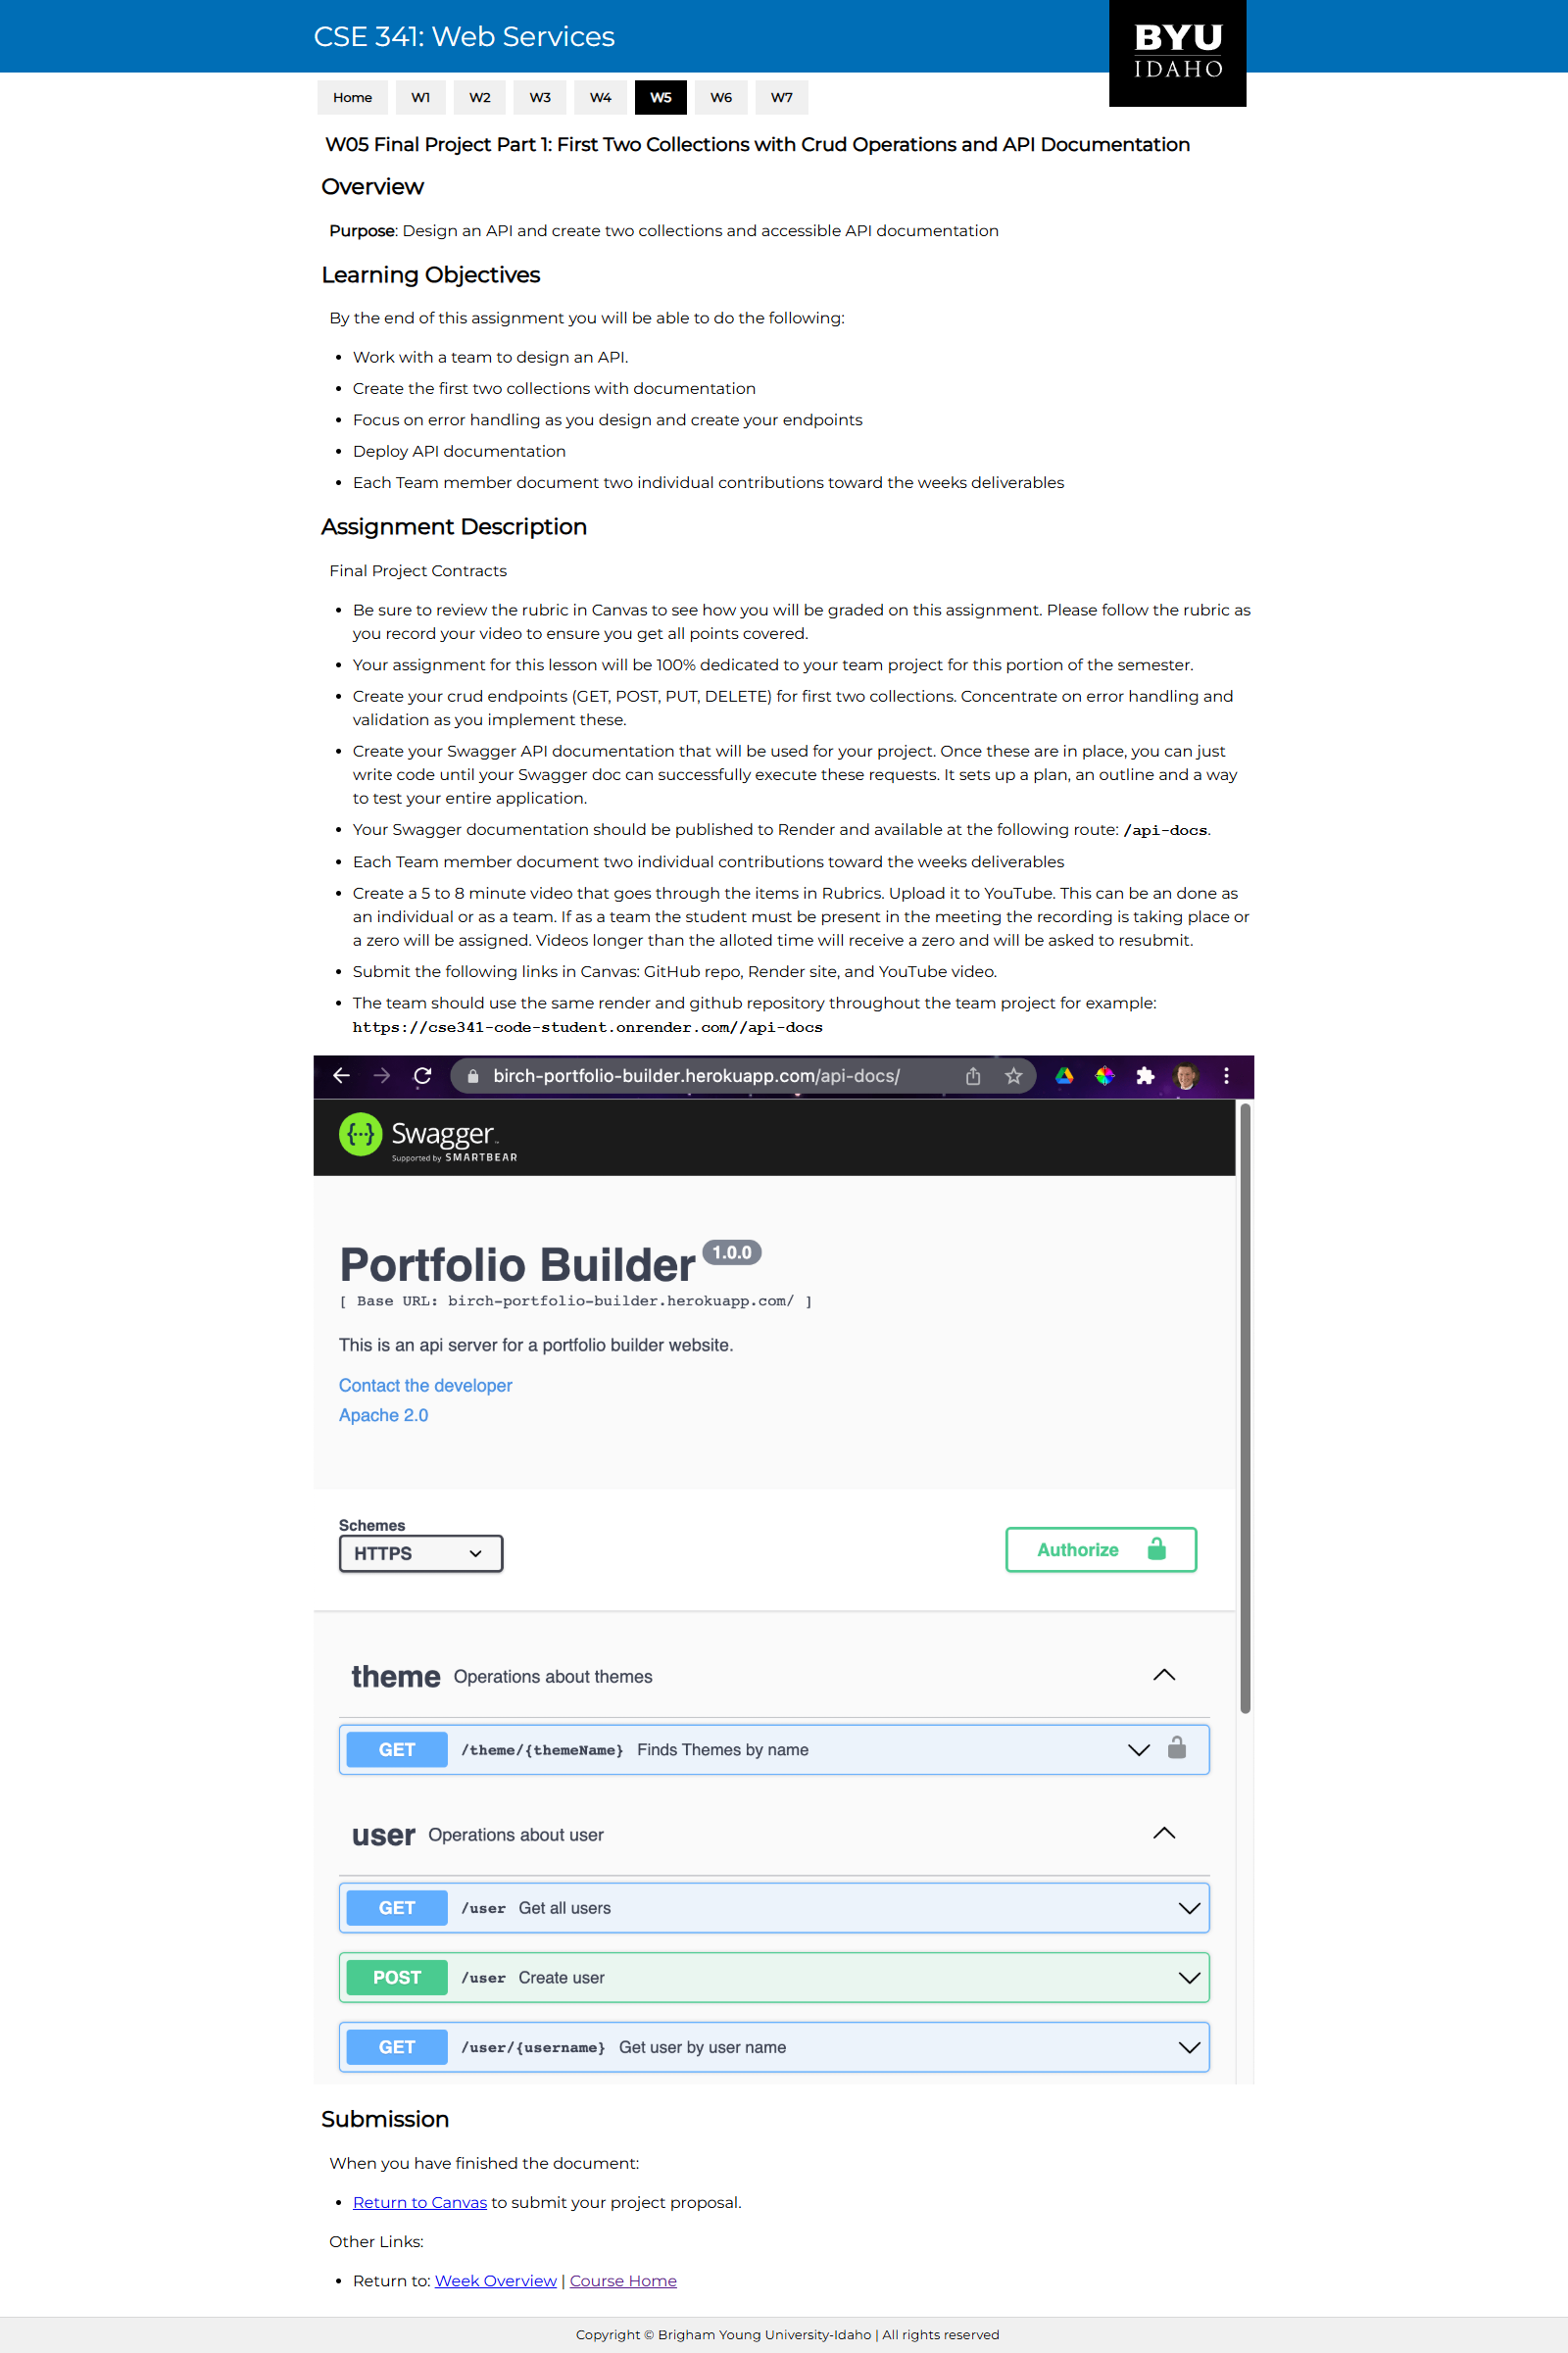 CSE 341: Web Services
BYU
IDAHO
Home W1 W2 W3 W4 W5 W6 W7
W05 Final Project Part 1: First Two Collections with Crud Operations and API Documentation
Overview
Purpose: Design an API and create two collections and accessible API documentation
Learning Objectives
By the end of this assignment you will be able to do the following:
• Work with a team to design an API.
• Create the first two collections with documentation
• Focus on error handling as you design and create your endpoints
• Deploy API documentation
• Each Team member document two individual contributions toward the weeks deliverables
Assignment Description
Final Project Contracts
• Be sure to review the rubric in Canvas to see how you will be graded on this assignment. Please follow the rubric as
you record your video to ensure you get all points covered.
• Your assignment for this lesson will be 100% dedicated to your team project for this portion of the semester.
• Create your crud endpoints (GET, POST, PUT, DELETE) for first two collections. Concentrate on error handling and
validation as you implement these.
• Create your Swagger API documentation that will be used for your project. Once these are in place, you can just
write code until your Swagger doc can successfully execute these requests. It sets up a plan, an outline and a way
to test your entire application.
• Your Swagger documentation should be published to Render and available at the following route: /api-docs.
• Each Team member document two individual contributions toward the weeks deliverables
• Create a 5 to 8 minute video that goes through the items in Rubrics. Upload it to YouTube. This can be an done as
an individual or as a team. If as a team the student must be present in the meeting the recording is taking place or
a zero will be assigned. Videos longer than the alloted time will receive a zero and will be asked to resubmit.
• Submit the following links in Canvas: GitHub repo, Render site, and YouTube video.
• The team should use the same render and github repository throughout the team project for example:
https://cse341-code-student.onrender.com//api-docs
birch-portfolio-builder.herokuapp.com/api-docs/
{···} Swagger
Supported by SMARTBEAR
Portfolio Builder 1.0.0
[ Base URL: birch-portfolio-builder.herokuapp.com/ ]
This is an api server for a portfolio builder website.
Contact the developer
Apache 2.0
Schemes
HTTPS
Authorize
theme Operations about themes
GET /theme/{themeName} Finds Themes by name
user Operations about user
GET /user Get all users
POST /user Create user
GET /user/{username} Get user by user name
Submission
When you have finished the document:
• Return to Canvas to submit your project proposal.
Other Links:
• Return to: Week Overview | Course Home
Copyright © Brigham Young University-Idaho | All rights reserved